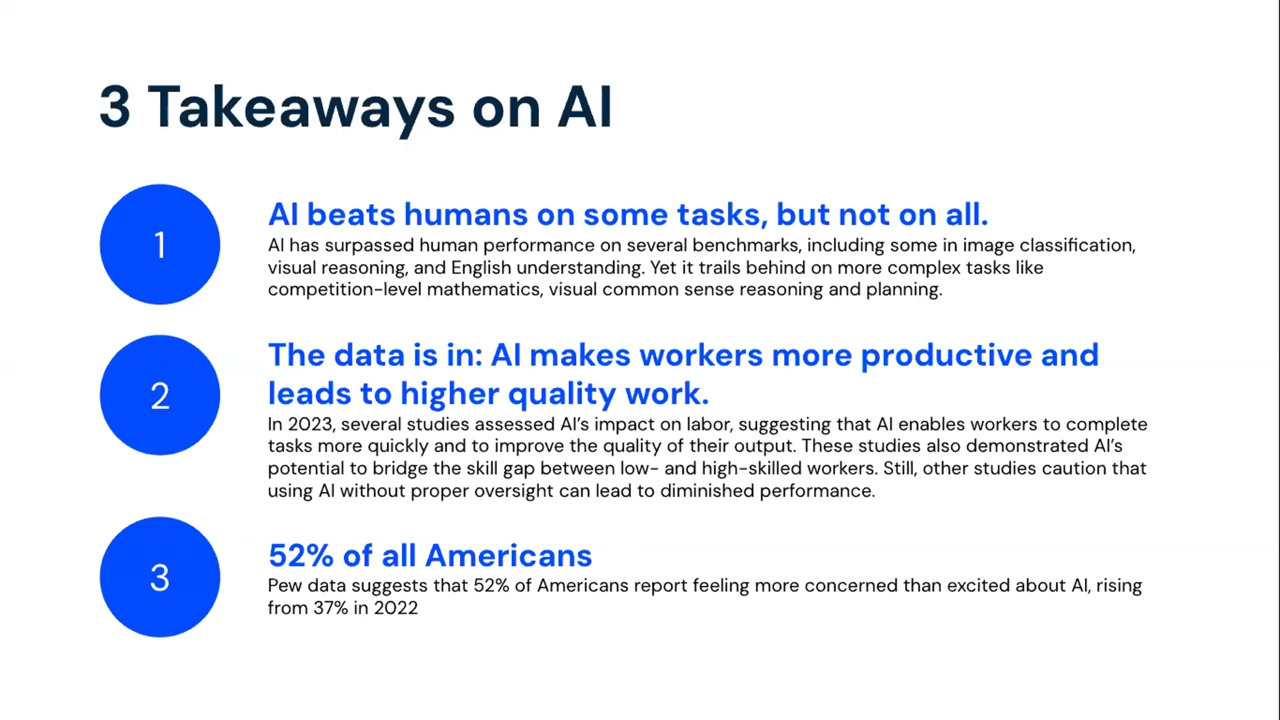 3 Takeaways on AI
1
AI beats humans on some tasks, but not on all.
AI has surpassed human performance on several benchmarks, including some in image classification,
visual reasoning, and English understanding. Yet it trails behind on more complex tasks like
competition-level mathematics, visual common sense reasoning and planning.
2
The data is in: AI makes workers more productive and
leads to higher quality work.
In 2023, several studies assessed AI’s impact on labor, suggesting that AI enables workers to complete
tasks more quickly and to improve the quality of their output. These studies also demonstrated AI’s
potential to bridge the skill gap between low- and high-skilled workers. Still, other studies caution that
using AI without proper oversight can lead to diminished performance.
3
52% of all Americans
Pew data suggests that 52% of Americans report feeling more concerned than excited about AI, rising
from 37% in 2022